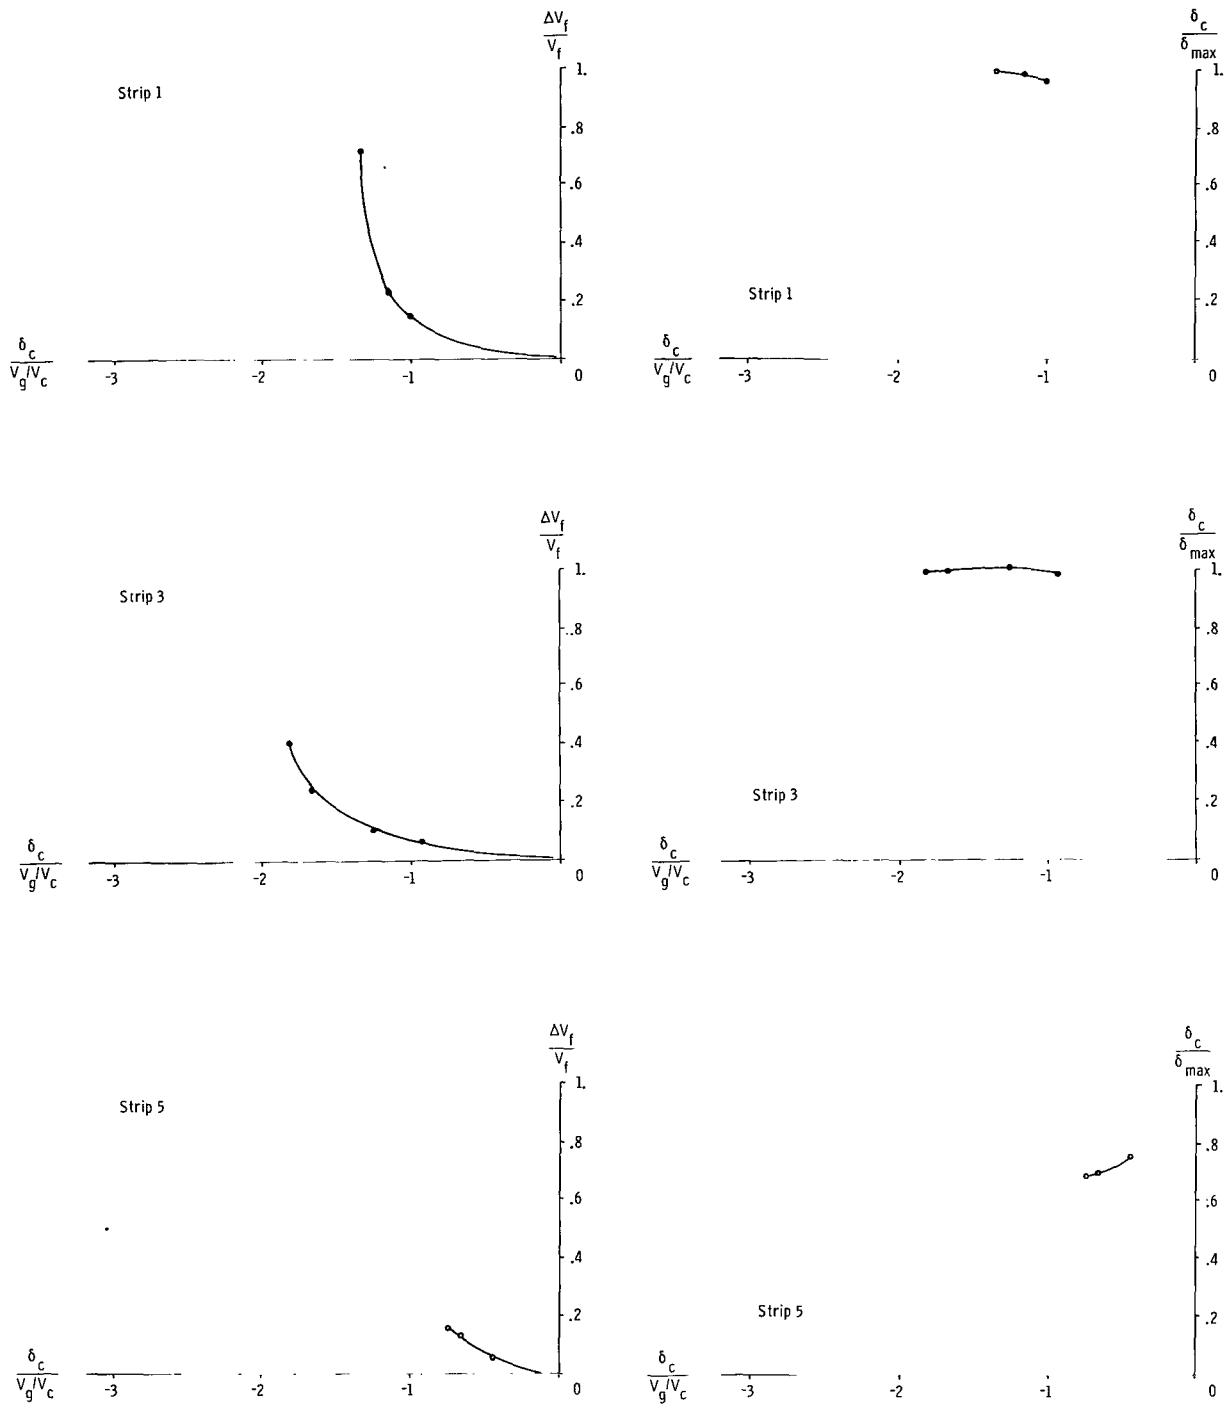 ΔV_f
V_f
1.
.8
.6
.4
.2
0
Strip 1
δ_c
V_g/V_c
-3
-2
-1
δ_c
δ_max
1.
.8
.6
.4
.2
0
Strip 1
δ_c
V_g/V_c
-3
-2
-1
ΔV_f
V_f
1.
.8
.6
.4
.2
0
Strip 3
δ_c
V_g/V_c
-3
-2
-1
δ_c
δ_max
1.
.8
.6
.4
.2
0
Strip 3
δ_c
V_g/V_c
-3
-2
-1
ΔV_f
V_f
1.
.8
.6
.4
.2
0
Strip 5
δ_c
V_g/V_c
-3
-2
-1
δ_c
δ_max
1.
.8
.6
.4
.2
0
Strip 5
δ_c
V_g/V_c
-3
-2
-1